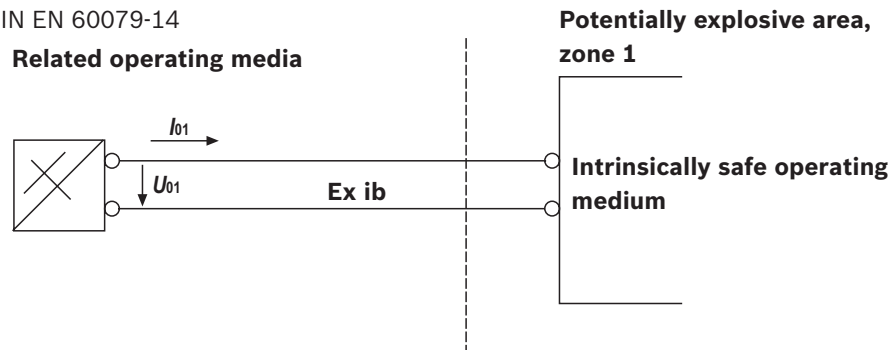 IN EN 60079-14
Related operating media
Potentially explosive area,
zone 1
I01
U01
Ex ib
Intrinsically safe operating
medium